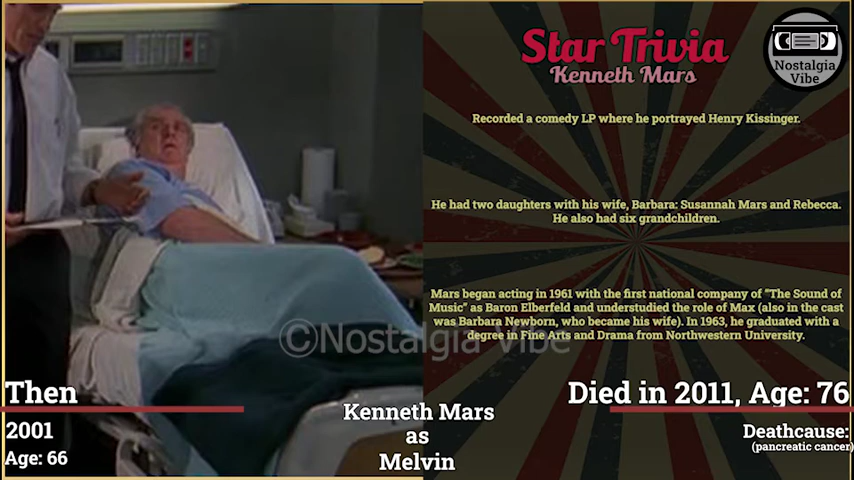 Star Trivia
Kenneth Mars
Nostalgia
Vibe
Recorded a comedy LP where he portrayed Henry Kissinger.
He had two daughters with his wife, Barbara: Susannah Mars and Rebecca.
He also had six grandchildren.
Mars began acting in 1961 with the first national company of "The Sound of
Music" as Baron Elberfeld and understudied the role of Max (also in the cast
was Barbara Newborn, who became his wife). In 1963, he graduated with a
degree in Fine Arts and Drama from Northwestern University.
©Nostalgia Vibe
Then
2001
Age: 66
Kenneth Mars
as
Melvin
Died in 2011, Age: 76
Deathcause:
(pancreatic cancer)